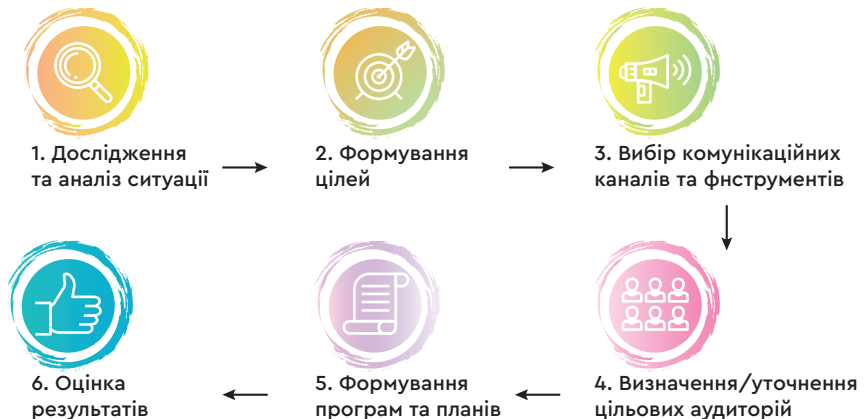 1. Дослідження
та аналіз ситуації
2. Формування
цілей
3. Вибір комунікаційних
каналів та фнструментів
4. Визначення/уточнення
цільових аудиторій
5. Формування
програм та планів
6. Оцінка
результатів